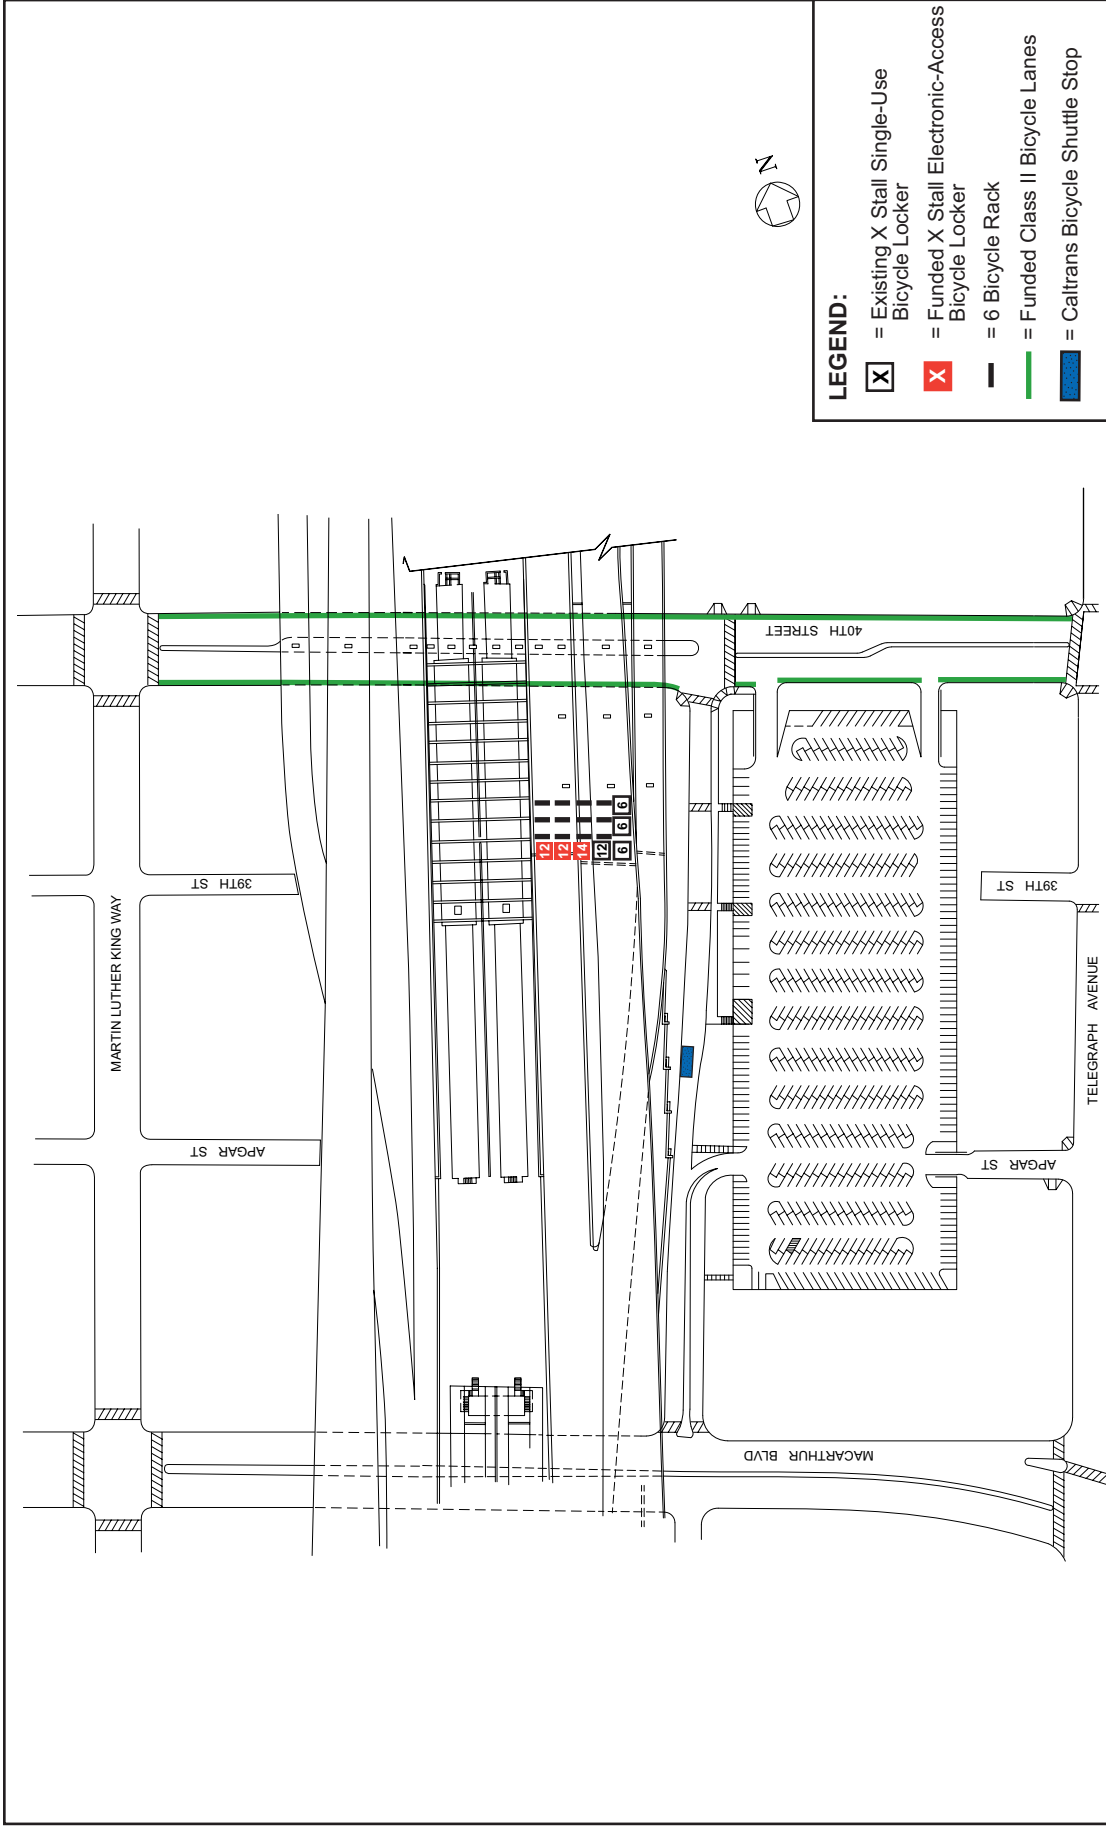 MARTIN LUTHER KING WAY
39TH ST
APGAR ST
40TH STREET
MACARTHUR BLVD
39TH ST
APGAR ST
TELEGRAPH AVENUE
12
12
14
12
6
6
6
N
LEGEND:
X = Existing X Stall Single-Use
Bicycle Locker
X = Funded X Stall Electronic-Access
Bicycle Locker
= 6 Bicycle Rack
= Funded Class II Bicycle Lanes
= Caltrans Bicycle Shuttle Stop